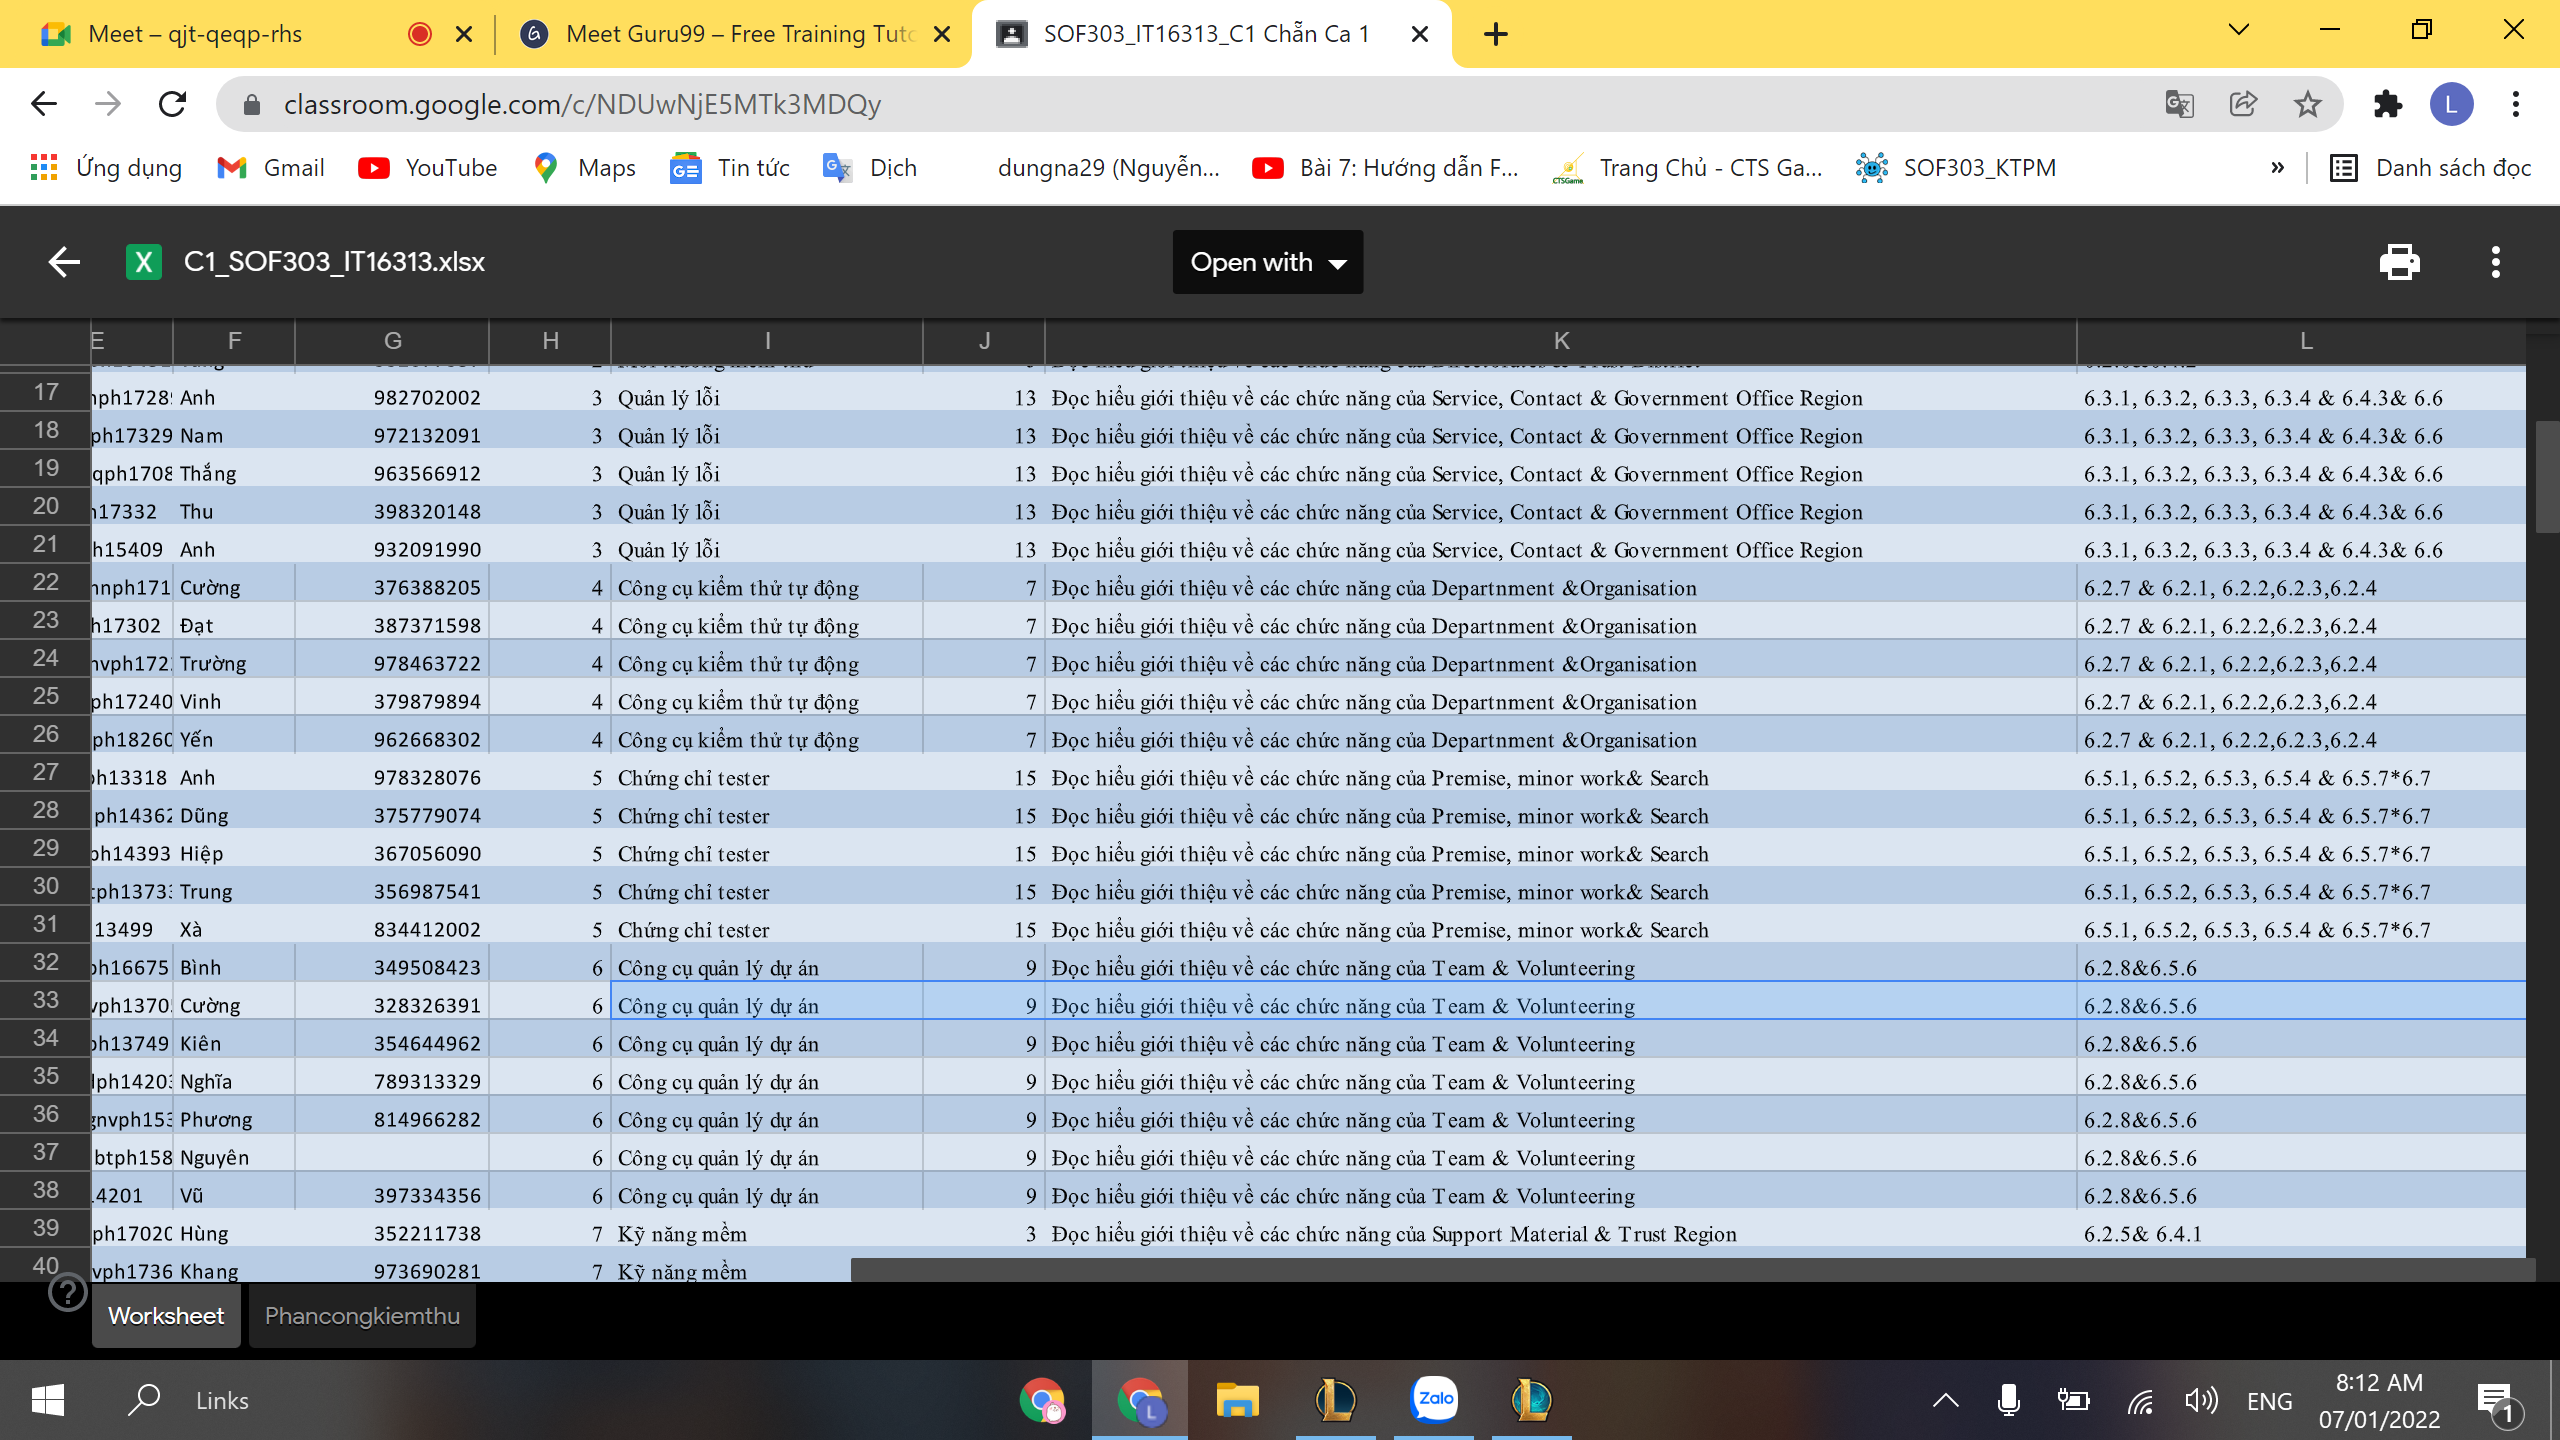 Meet – qjt-qeqp-rhs
Meet Guru99 – Free Training Tuto
SOF303_IT16313_C1 Chẵn Ca 1
classroom.google.com/c/NDUwNjE5MTk3MDQy
L
Ứng dụng Gmail YouTube Maps Tin tức Dịch dungna29 (Nguyễn... Bài 7: Hướng dẫn F... Trang Chủ - CTS Ga... SOF303_KTPM » Danh sách đọc
X C1_SOF303_IT16313.xlsx Open with
E F G H I J K L
17 Anh 982702002 3 Quản lý lỗi 13 Đọc hiểu giới thiệu về các chức năng của Service, Contact & Government Office Region 6.3.1, 6.3.2, 6.3.3, 6.3.4 & 6.4.3& 6.6
18 ph17329 Nam 972132091 3 Quản lý lỗi 13 Đọc hiểu giới thiệu về các chức năng của Service, Contact & Government Office Region 6.3.1, 6.3.2, 6.3.3, 6.3.4 & 6.4.3& 6.6
19 qph1708 Thắng 963566912 3 Quản lý lỗi 13 Đọc hiểu giới thiệu về các chức năng của Service, Contact & Government Office Region 6.3.1, 6.3.2, 6.3.3, 6.3.4 & 6.4.3& 6.6
20 17332 Thu 398320148 3 Quản lý lỗi 13 Đọc hiểu giới thiệu về các chức năng của Service, Contact & Government Office Region 6.3.1, 6.3.2, 6.3.3, 6.3.4 & 6.4.3& 6.6
21 h15409 Anh 932091990 3 Quản lý lỗi 13 Đọc hiểu giới thiệu về các chức năng của Service, Contact & Government Office Region 6.3.1, 6.3.2, 6.3.3, 6.3.4 & 6.4.3& 6.6
22 nnph171 Cường 376388205 4 Công cụ kiểm thử tự động 7 Đọc hiểu giới thiệu về các chức năng của Departnment &Organisation 6.2.7 & 6.2.1, 6.2.2,6.2.3,6.2.4
23 h17302 Đạt 387371598 4 Công cụ kiểm thử tự động 7 Đọc hiểu giới thiệu về các chức năng của Departnment &Organisation 6.2.7 & 6.2.1, 6.2.2,6.2.3,6.2.4
24 Trường 978463722 4 Công cụ kiểm thử tự động 7 Đọc hiểu giới thiệu về các chức năng của Departnment &Organisation 6.2.7 & 6.2.1, 6.2.2,6.2.3,6.2.4
25 ph17240 Vinh 379879894 4 Công cụ kiểm thử tự động 7 Đọc hiểu giới thiệu về các chức năng của Departnment &Organisation 6.2.7 & 6.2.1, 6.2.2,6.2.3,6.2.4
26 ph18260 Yến 962668302 4 Công cụ kiểm thử tự động 7 Đọc hiểu giới thiệu về các chức năng của Departnment &Organisation 6.2.7 & 6.2.1, 6.2.2,6.2.3,6.2.4
27 h13318 Anh 978328076 5 Chứng chỉ tester 15 Đọc hiểu giới thiệu về các chức năng của Premise, minor work& Search 6.5.1, 6.5.2, 6.5.3, 6.5.4 & 6.5.7*6.7
28 ph14362 Dũng 375779074 5 Chứng chỉ tester 15 Đọc hiểu giới thiệu về các chức năng của Premise, minor work& Search 6.5.1, 6.5.2, 6.5.3, 6.5.4 & 6.5.7*6.7
29 ph14393 Hiệp 367056090 5 Chứng chỉ tester 15 Đọc hiểu giới thiệu về các chức năng của Premise, minor work& Search 6.5.1, 6.5.2, 6.5.3, 6.5.4 & 6.5.7*6.7
30 tph13733 Trung 356987541 5 Chứng chỉ tester 15 Đọc hiểu giới thiệu về các chức năng của Premise, minor work& Search 6.5.1, 6.5.2, 6.5.3, 6.5.4 & 6.5.7*6.7
31 13499 Xà 834412002 5 Chứng chỉ tester 15 Đọc hiểu giới thiệu về các chức năng của Premise, minor work& Search 6.5.1, 6.5.2, 6.5.3, 6.5.4 & 6.5.7*6.7
32 ph16675 Bình 349508423 6 Công cụ quản lý dự án 9 Đọc hiểu giới thiệu về các chức năng của Team & Volunteering 6.2.8&6.5.6
33 vph1370 Cường 328326391 6 Công cụ quản lý dự án 9 Đọc hiểu giới thiệu về các chức năng của Team & Volunteering 6.2.8&6.5.6
34 ph13749 Kiên 354644962 6 Công cụ quản lý dự án 9 Đọc hiểu giới thiệu về các chức năng của Team & Volunteering 6.2.8&6.5.6
35 Nghĩa 789313329 6 Công cụ quản lý dự án 9 Đọc hiểu giới thiệu về các chức năng của Team & Volunteering 6.2.8&6.5.6
36 gnvph153 Phương 814966282 6 Công cụ quản lý dự án 9 Đọc hiểu giới thiệu về các chức năng của Team & Volunteering 6.2.8&6.5.6
37 btph158 Nguyên 6 Công cụ quản lý dự án 9 Đọc hiểu giới thiệu về các chức năng của Team & Volunteering 6.2.8&6.5.6
38 4201 Vũ 397334356 6 Công cụ quản lý dự án 9 Đọc hiểu giới thiệu về các chức năng của Team & Volunteering 6.2.8&6.5.6
39 ph17020 Hùng 352211738 7 Kỹ năng mềm 3 Đọc hiểu giới thiệu về các chức năng của Support Material & Trust Region 6.2.5& 6.4.1
40 vph1736 Khang 973690281 7 Kỹ năng mềm
? Worksheet Phancongkiemthu
Links L Zalo ENG 8:12 AM
07/01/2022
1